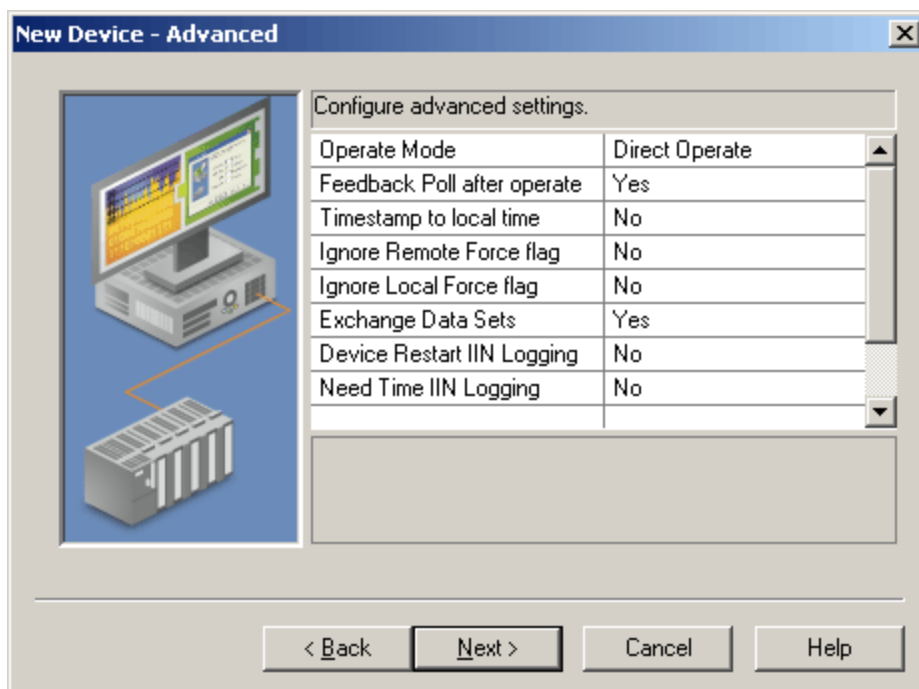 New Device - Advanced
Configure advanced settings.
Operate Mode Direct Operate
Feedback Poll after operate Yes
Timestamp to local time No
Ignore Remote Force flag No
Ignore Local Force flag No
Exchange Data Sets Yes
Device Restart IIN Logging No
Need Time IIN Logging No
< Back Next > Cancel Help